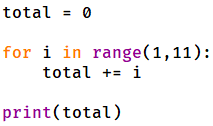 total = 0

for i in range(1,11):
    total += i

print(total)